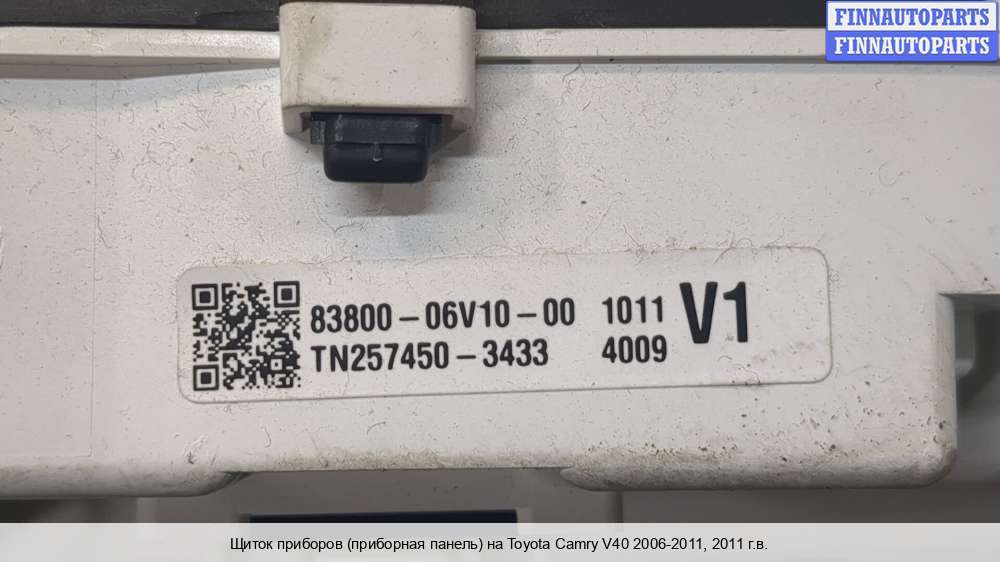 FINNAUTOPARTS
FINNAUTOPARTS
83800-06V10-00 1011 V1
TN257450-3433 4009
Щиток приборов (приборная панель) на Toyota Camry V40 2006-2011, 2011 г.в.